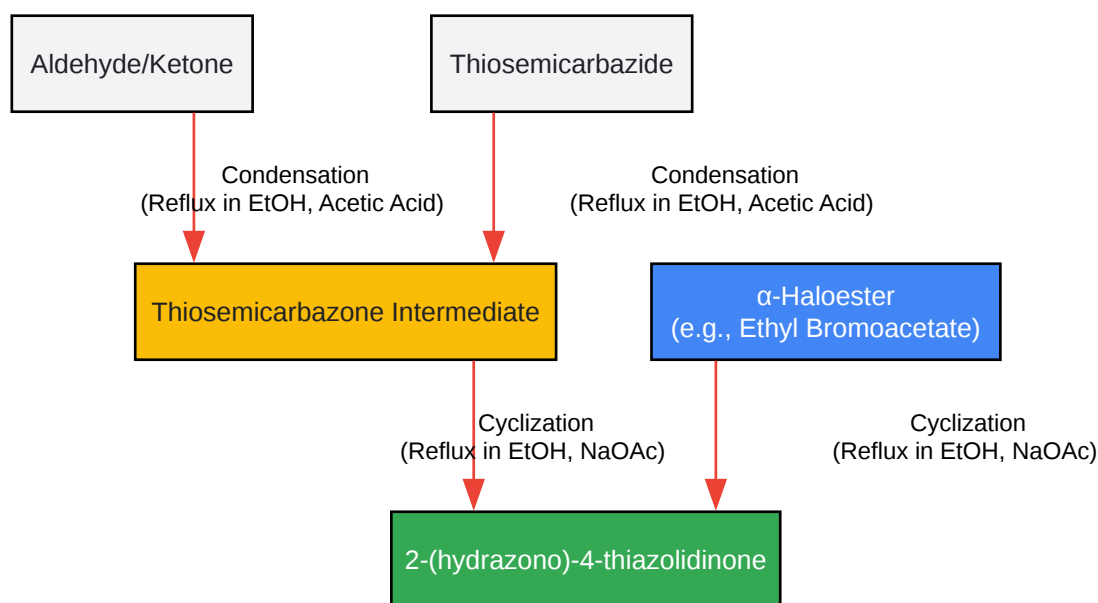 Aldehyde/Ketone
Thiosemicarbazide
Condensation
(Reflux in EtOH, Acetic Acid)
Condensation
(Reflux in EtOH, Acetic Acid)
Thiosemicarbazone Intermediate
α-Haloester
(e.g., Ethyl Bromoacetate)
Cyclization
(Reflux in EtOH, NaOAc)
Cyclization
(Reflux in EtOH, NaOAc)
2-(hydrazono)-4-thiazolidinone